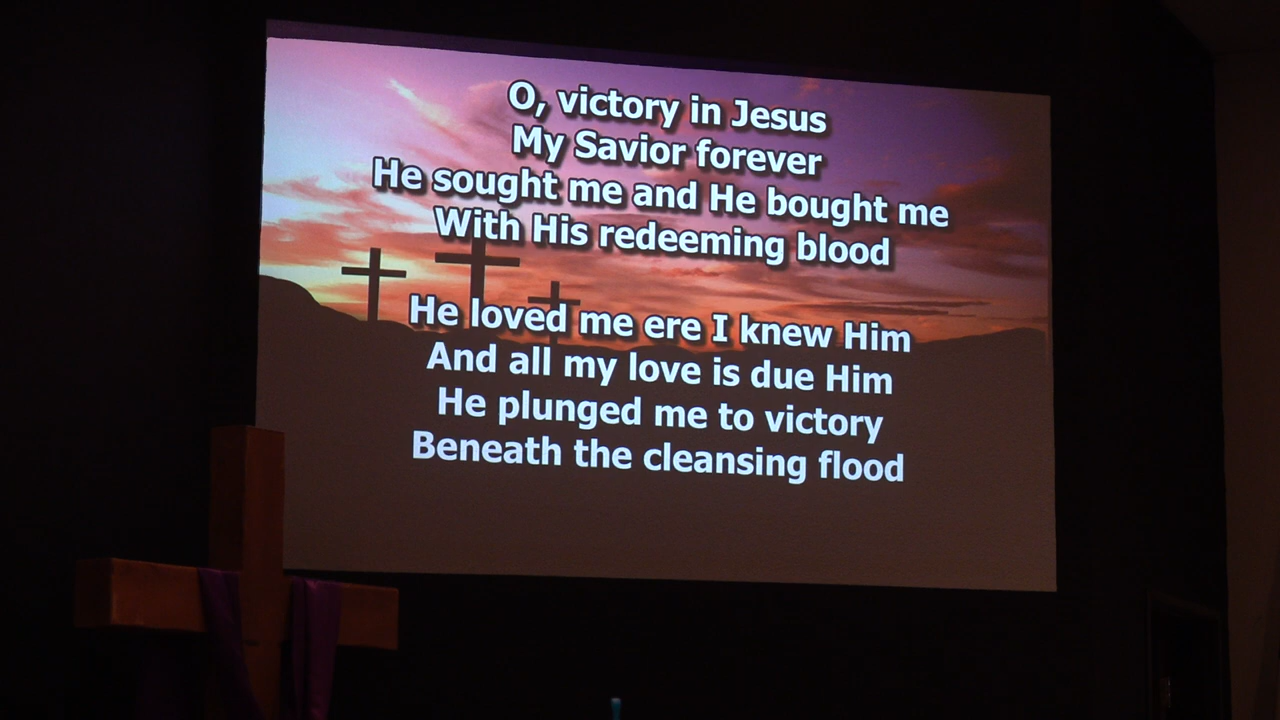 O, victory in Jesus
My Savior forever
He sought me and He bought me
With His redeeming blood
He loved me ere I knew Him
And all my love is due Him
He plunged me to victory
Beneath the cleansing flood